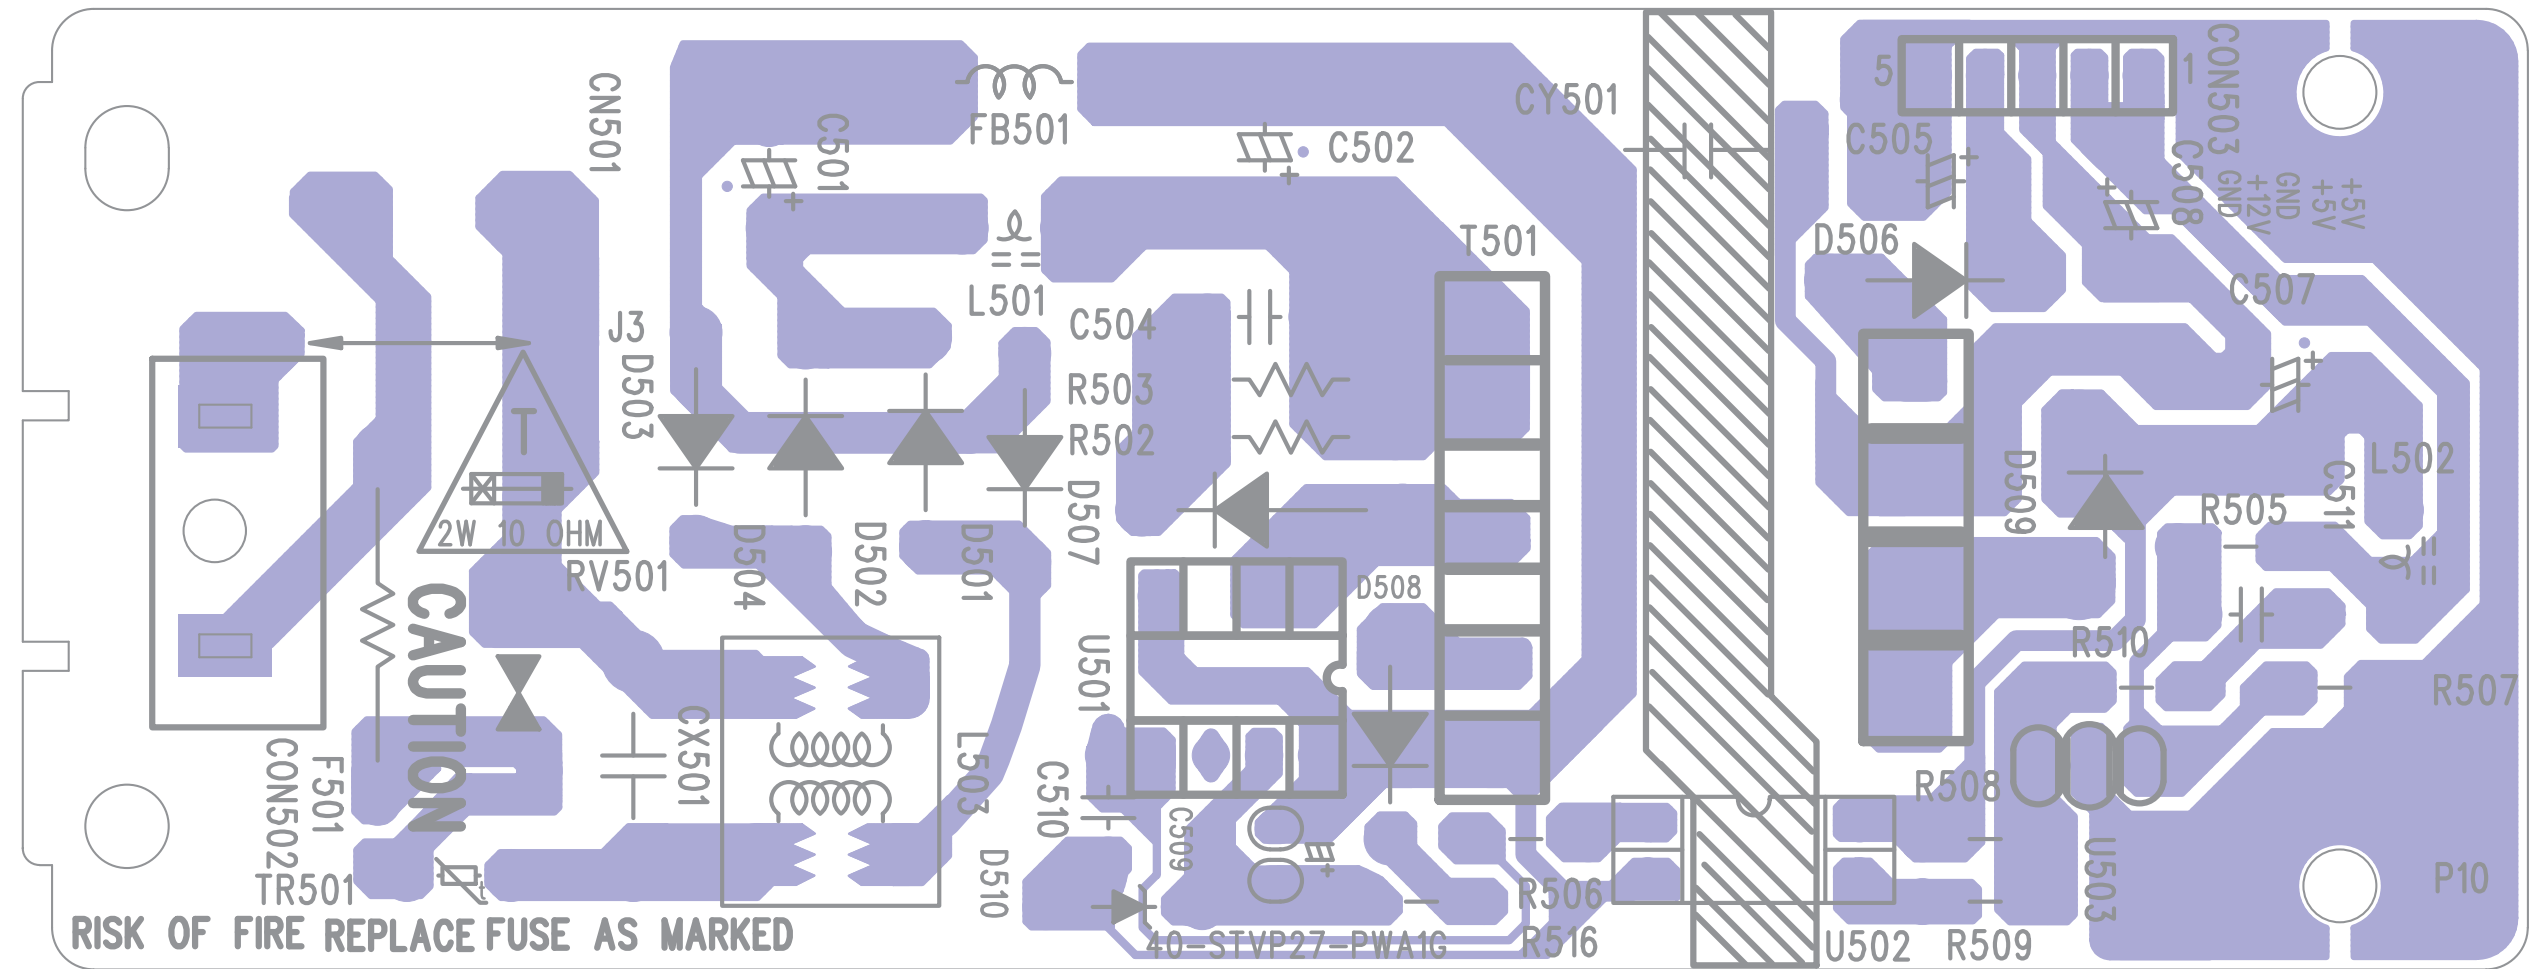 CN501
C501
FB501
C502
CY501
5
1
CON503
C505
C508
GND
+12V
GND
+5V
+5V
D506
T501
C507
L501
C504
J3
D503
R503
R502
T
2W 10 OHM
RV501
D504
D502
D501
D507
D508
D509
L502
C511
R505
R510
R507
CAUTION
U501
CX501
L503
C510
C509
D510
F501
CON502
TR501
t
R508
U503
R506
R516
U502
R509
P10
40-STVP27-PWA1G
RISK OF FIRE REPLACE FUSE AS MARKED